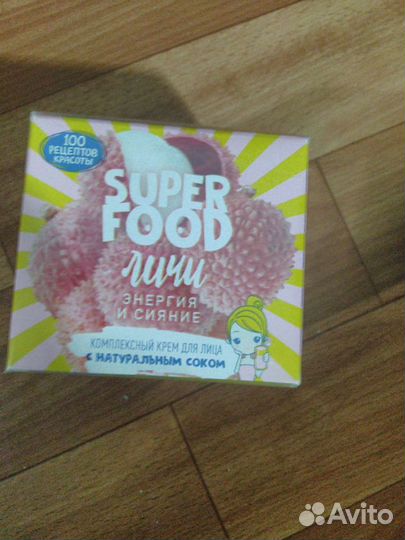 100
РЕЦЕПТОВ
КРАСОТЫ
SUPER
FOOD
личи
ЭНЕРГИЯ
И СИЯНИЕ
КОМПЛЕКСНЫЙ КРЕМ ДЛЯ ЛИЦА
С НАТУРАЛЬНЫМ СОКОМ
Avito